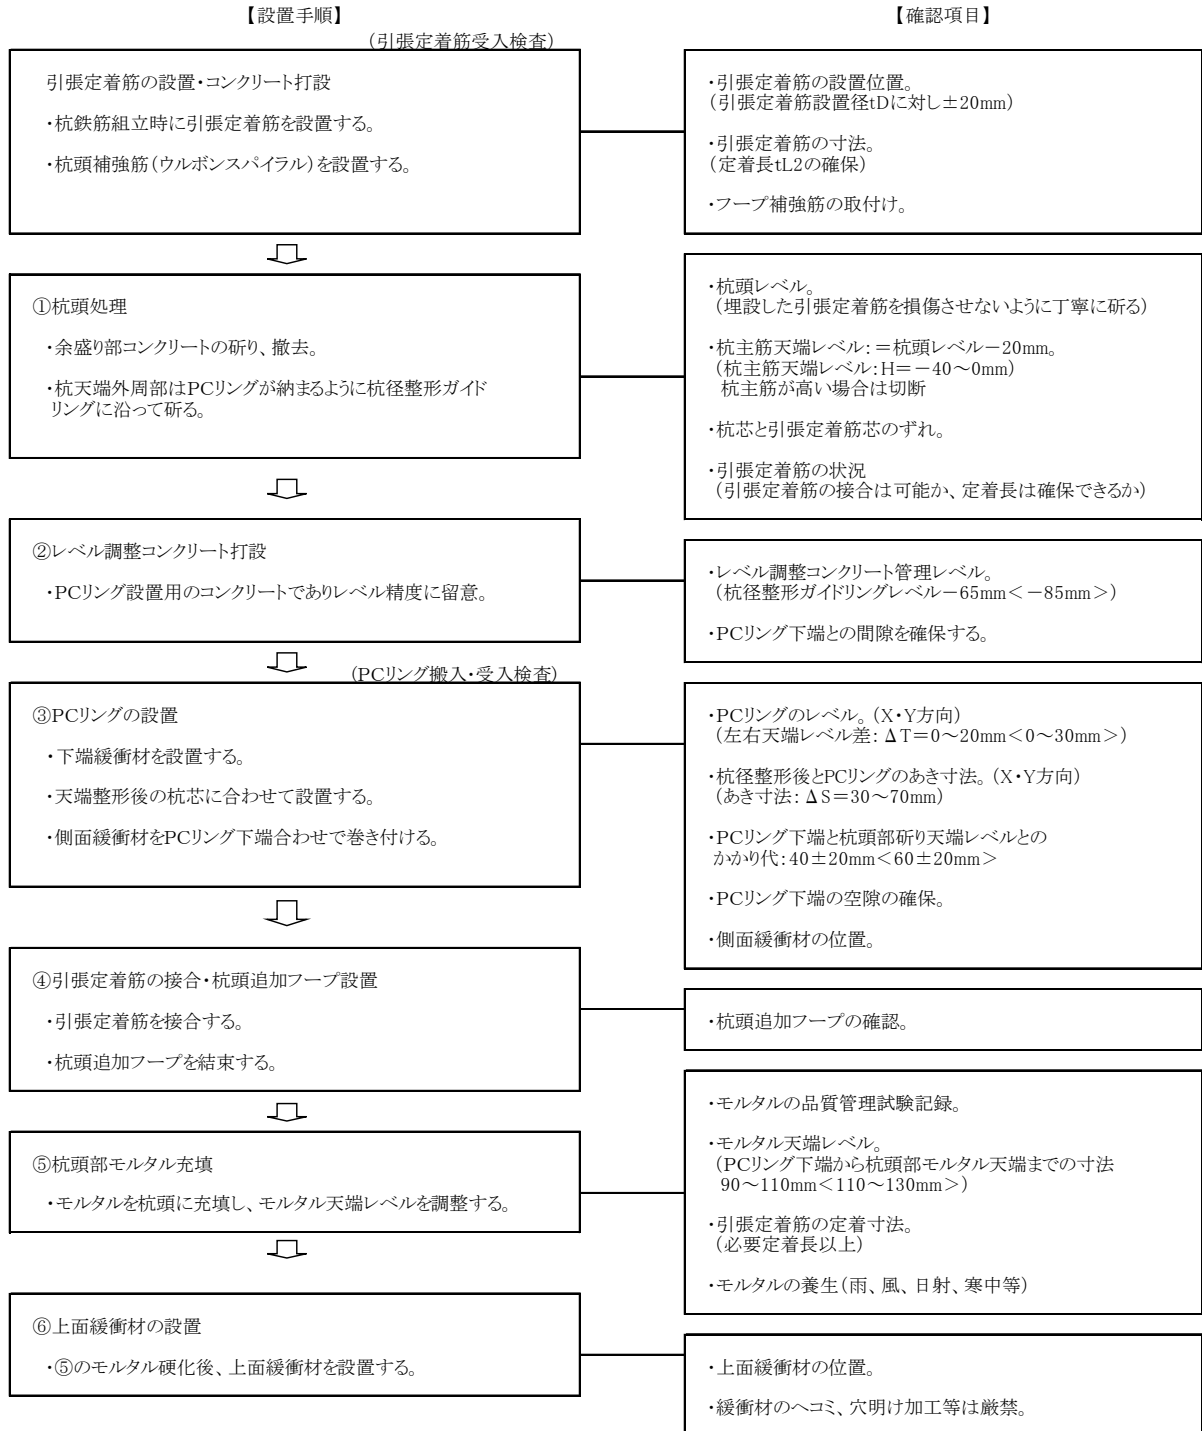 【設置手順】
【確認項目】
(引張定着筋受入検査)
引張定着筋の設置・コンクリート打設
・杭鉄筋組立時に引張定着筋を設置する。
・杭頭補強筋(ウルボンスパイラル)を設置する。
・引張定着筋の設置位置。
(引張定着筋設置径tDに対し±20mm)
・引張定着筋の寸法。
(定着長tL2の確保)
・フープ補強筋の取付け。
①杭頭処理
・余盛り部コンクリートの斫り、撤去。
・杭天端外周部はPCリングが納まるように杭径整形ガイド
リングに沿って斫る。
・杭頭レベル。
(埋設した引張定着筋を損傷させないように丁寧に斫る)
・杭主筋天端レベル:=杭頭レベル-20mm。
(杭主筋天端レベル:H=-40~0mm)
杭主筋が高い場合は切断
・杭芯と引張定着筋芯のずれ。
・引張定着筋の状況
(引張定着筋の接合は可能か、定着長は確保できるか)
②レベル調整コンクリート打設
・PCリング設置用のコンクリートでありレベル精度に留意。
・レベル調整コンクリート管理レベル。
(杭径整形ガイドリングレベル-65mm<-85mm>)
・PCリング下端との間隙を確保する。
(PCリング搬入・受入検査)
③PCリングの設置
・下端緩衝材を設置する。
・天端整形後の杭芯に合わせて設置する。
・側面緩衝材をPCリング下端合わせで巻き付ける。
・PCリングのレベル。(X・Y方向)
(左右天端レベル差:ΔT=0~20mm<0~30mm>)
・杭径整形後とPCリングのあき寸法。(X・Y方向)
(あき寸法:ΔS=30~70mm)
・PCリング下端と杭頭部斫り天端レベルとの
かかり代:40±20mm<60±20mm>
・PCリング下端の空隙の確保。
・側面緩衝材の位置。
④引張定着筋の接合・杭頭追加フープ設置
・引張定着筋を接合する。
・杭頭追加フープを結束する。
・杭頭追加フープの確認。
⑤杭頭部モルタル充填
・モルタルを杭頭に充填し、モルタル天端レベルを調整する。
・モルタルの品質管理試験記録。
・モルタル天端レベル。
(PCリング下端から杭頭部モルタル天端までの寸法
90~110mm<110~130mm>)
・引張定着筋の定着寸法。
(必要定着長以上)
・モルタルの養生(雨、風、日射、寒中等)
⑥上面緩衝材の設置
・⑤のモルタル硬化後、上面緩衝材を設置する。
・上面緩衝材の位置。
・緩衝材のヘコミ、穴明け加工等は厳禁。